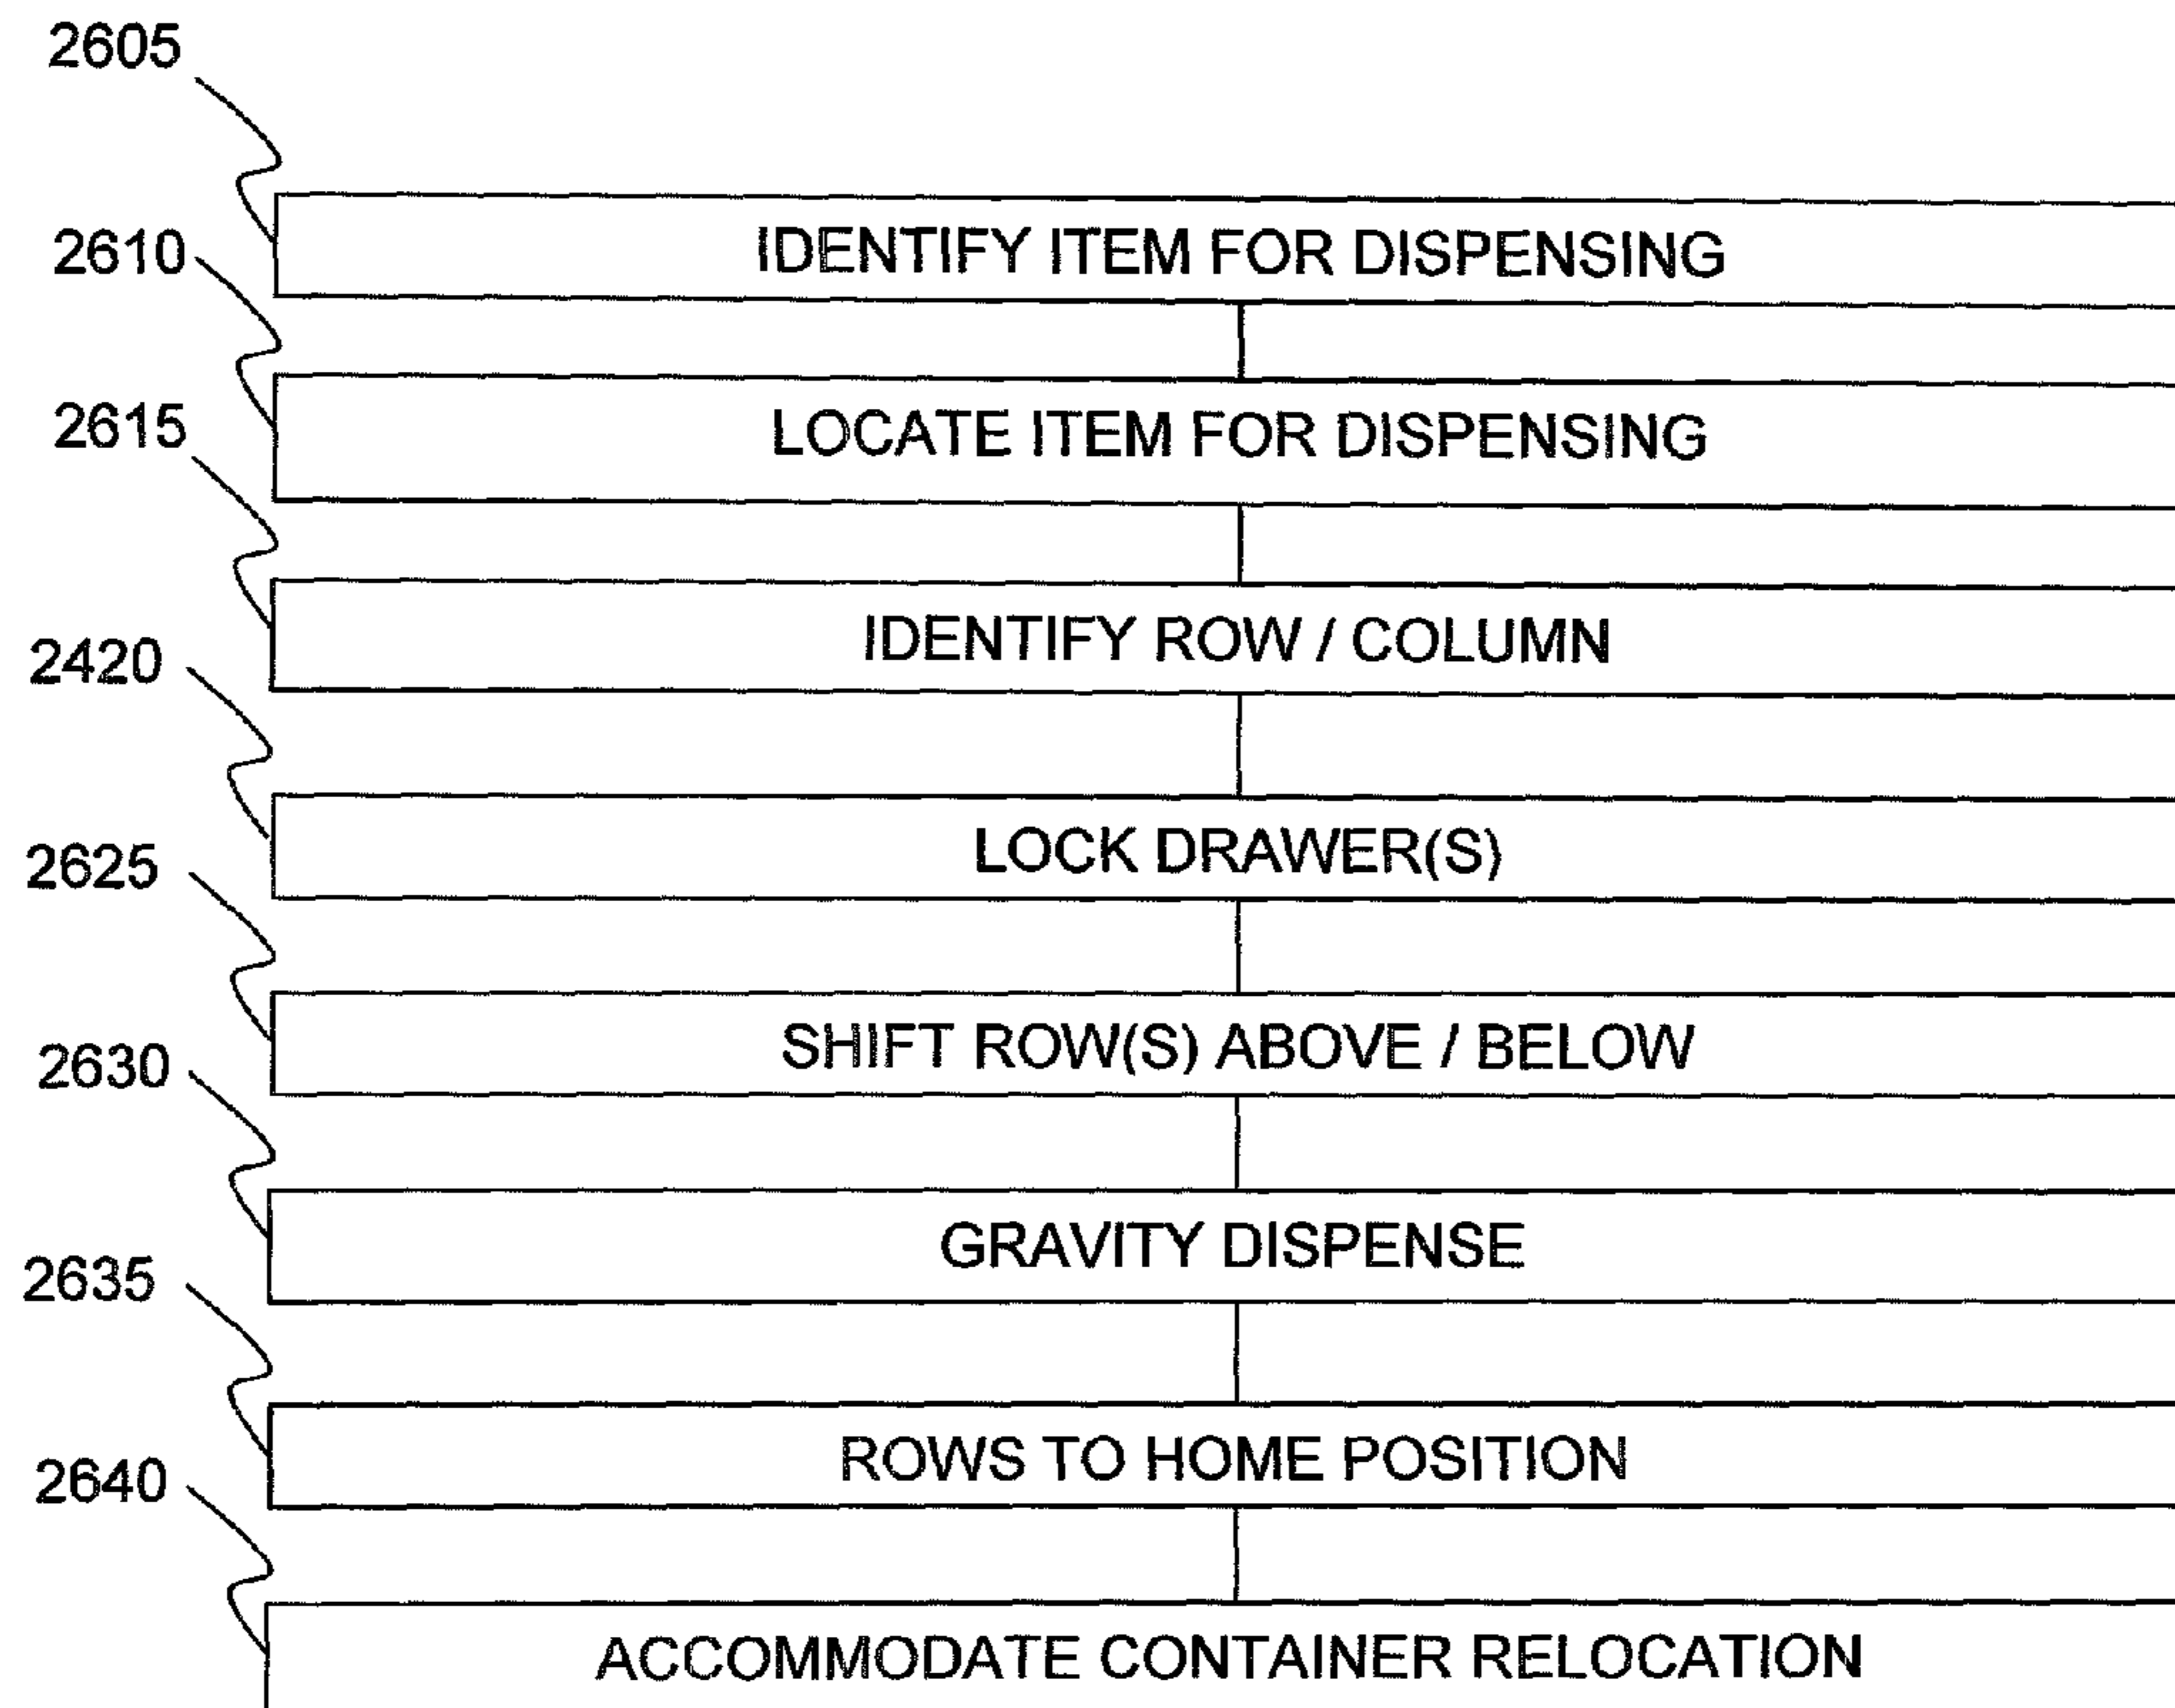 2605
IDENTIFY ITEM FOR DISPENSING
2610
LOCATE ITEM FOR DISPENSING
2615
IDENTIFY ROW / COLUMN
2420
LOCK DRAWER(S)
2625
SHIFT ROW(S) ABOVE / BELOW
2630
GRAVITY DISPENSE
2635
ROWS TO HOME POSITION
2640
ACCOMMODATE CONTAINER RELOCATION